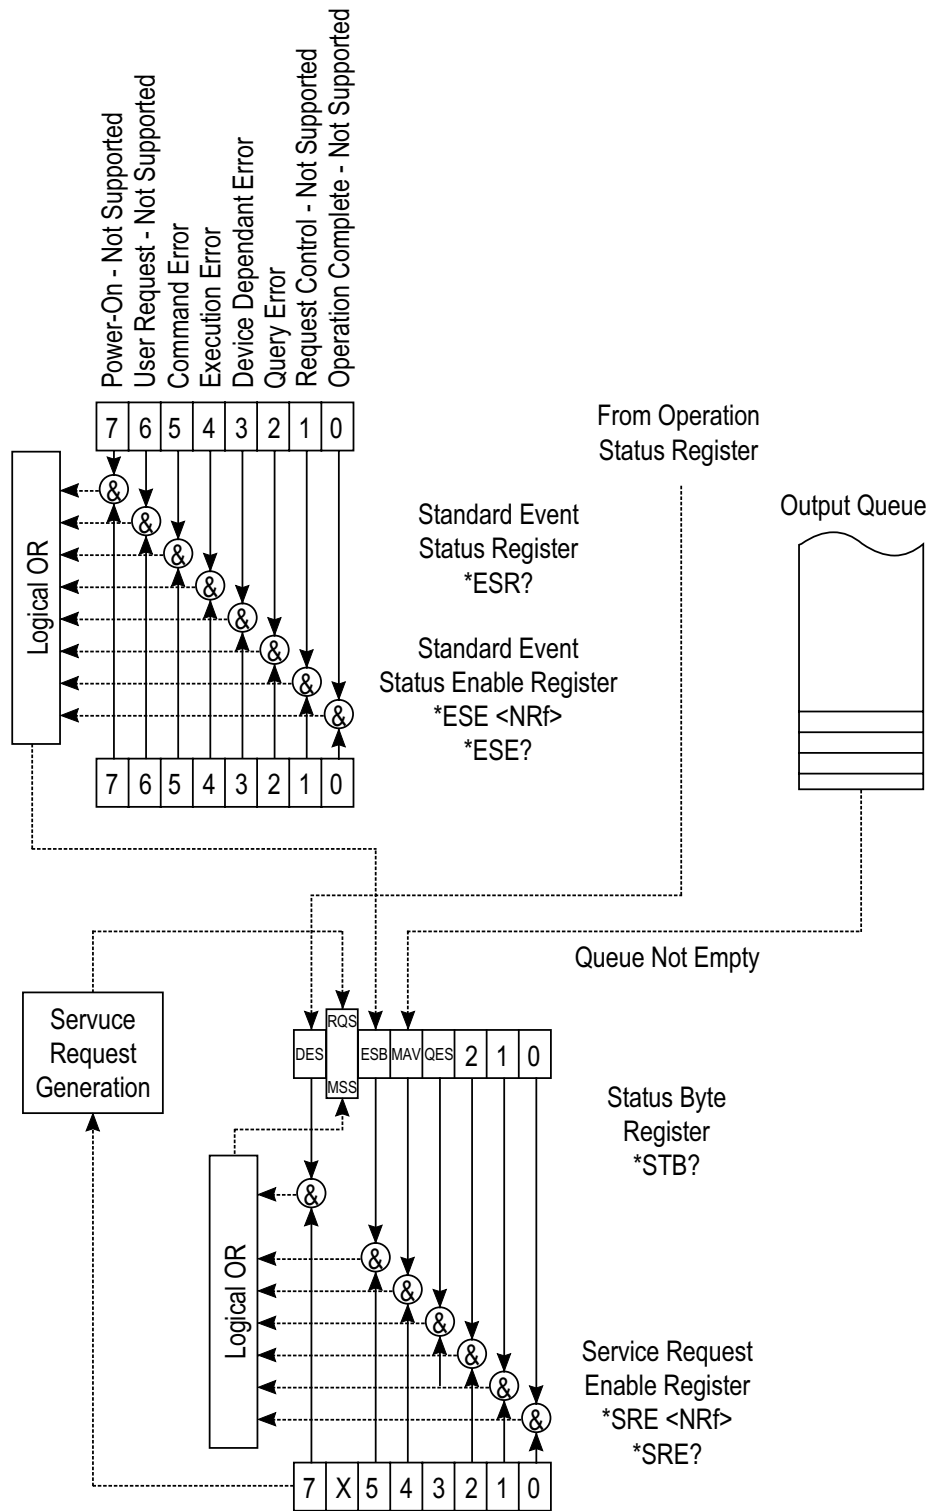 Power-On - Not Supported
User Request - Not Supported
Command Error
Execution Error
Device Dependant Error
Query Error
Request Control - Not Supported
Operation Complete - Not Supported
7 6 5 4 3 2 1 0
From Operation
Status Register
Output Queue
Logical OR
& & & & & & & &
Standard Event
Status Register
*ESR?
Standard Event
Status Enable Register
*ESE <NRf>
*ESE?
7 6 5 4 3 2 1 0
Queue Not Empty
Servuce
Request
Generation
DES RQS MSS ESB MAV QES 2 1 0
Status Byte
Register
*STB?
Logical OR
& & & & & & &
Service Request
Enable Register
*SRE <NRf>
*SRE?
7 X 5 4 3 2 1 0